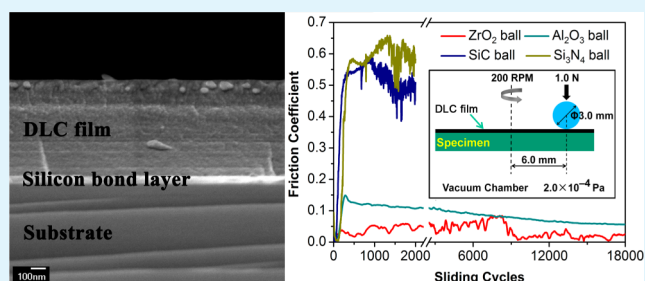 DLC film
Silicon bond layer
Substrate
100nm
Friction Coefficient
0.7
0.6
0.5
0.4
0.3
0.2
0.1
0.0
ZrO₂ ball
Al₂O₃ ball
SiC ball
Si₃N₄ ball
200 RPM
1.0 N
DLC film
Φ3.0 mm
Specimen
6.0 mm
Vacuum Chamber
2.0×10⁻⁴ Pa
0 1000 2000 6000 12000 18000
Sliding Cycles